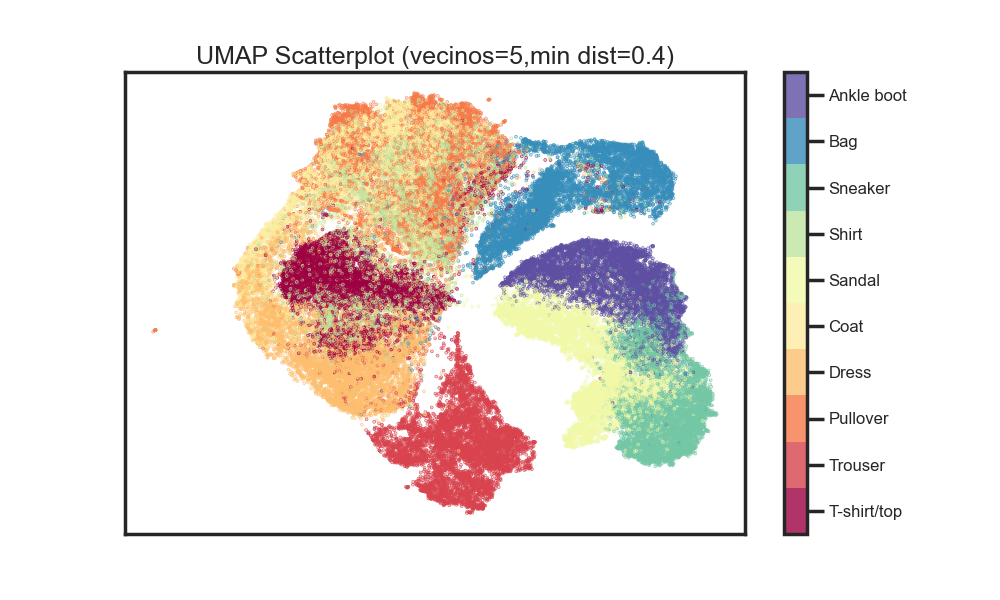 UMAP Scatterplot (vecinos=5,min dist=0.4)
Ankle boot
Bag
Sneaker
Shirt
Sandal
Coat
Dress
Pullover
Trouser
T-shirt/top